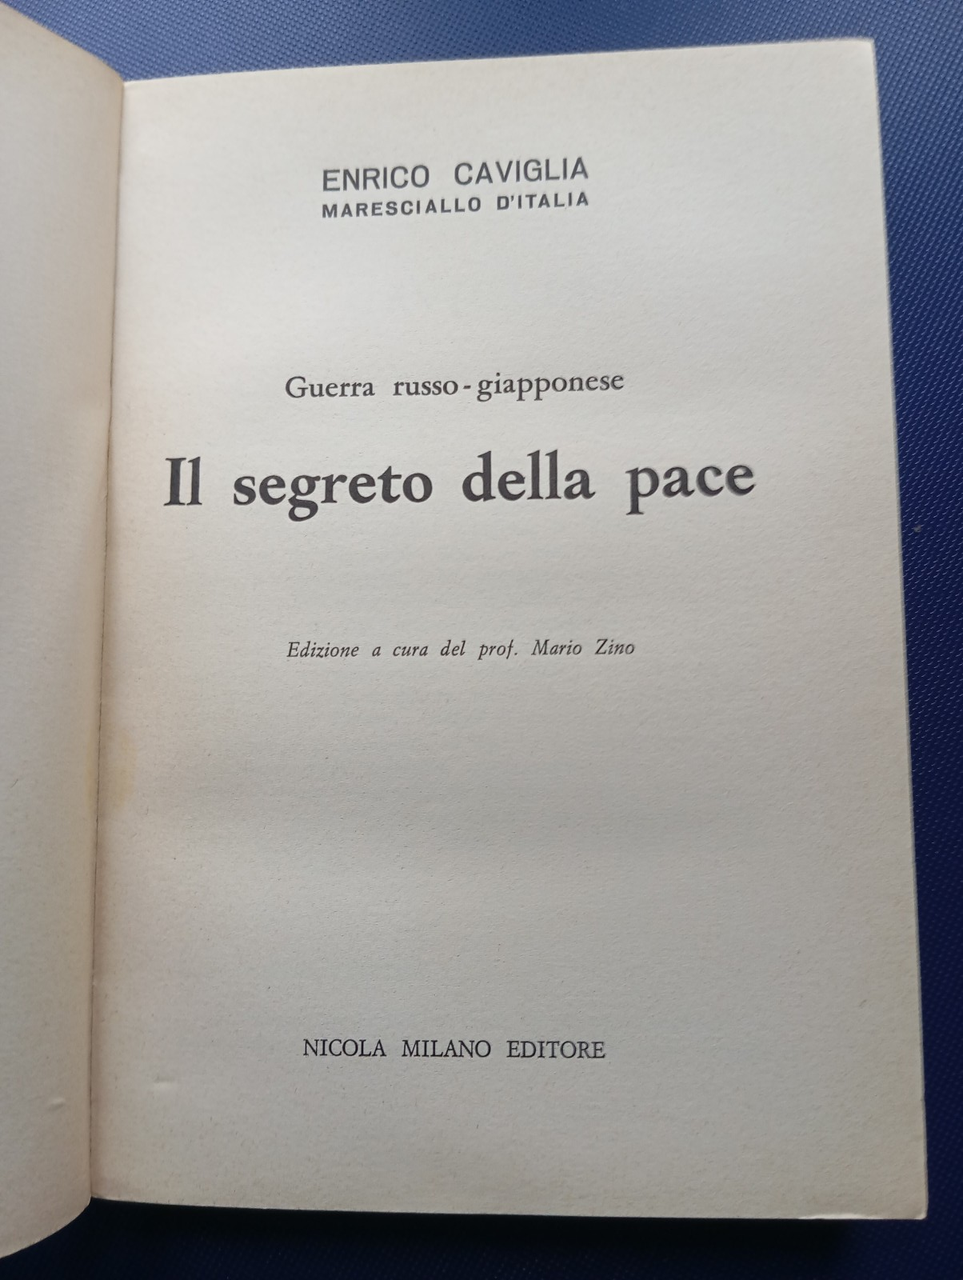 ENRICO CAVIGLIA
MARESCIALLO D'ITALIA
Guerra russo-giapponese
Il segreto della pace
Edizione a cura del prof. Mario Zino
NICOLA MILANO EDITORE